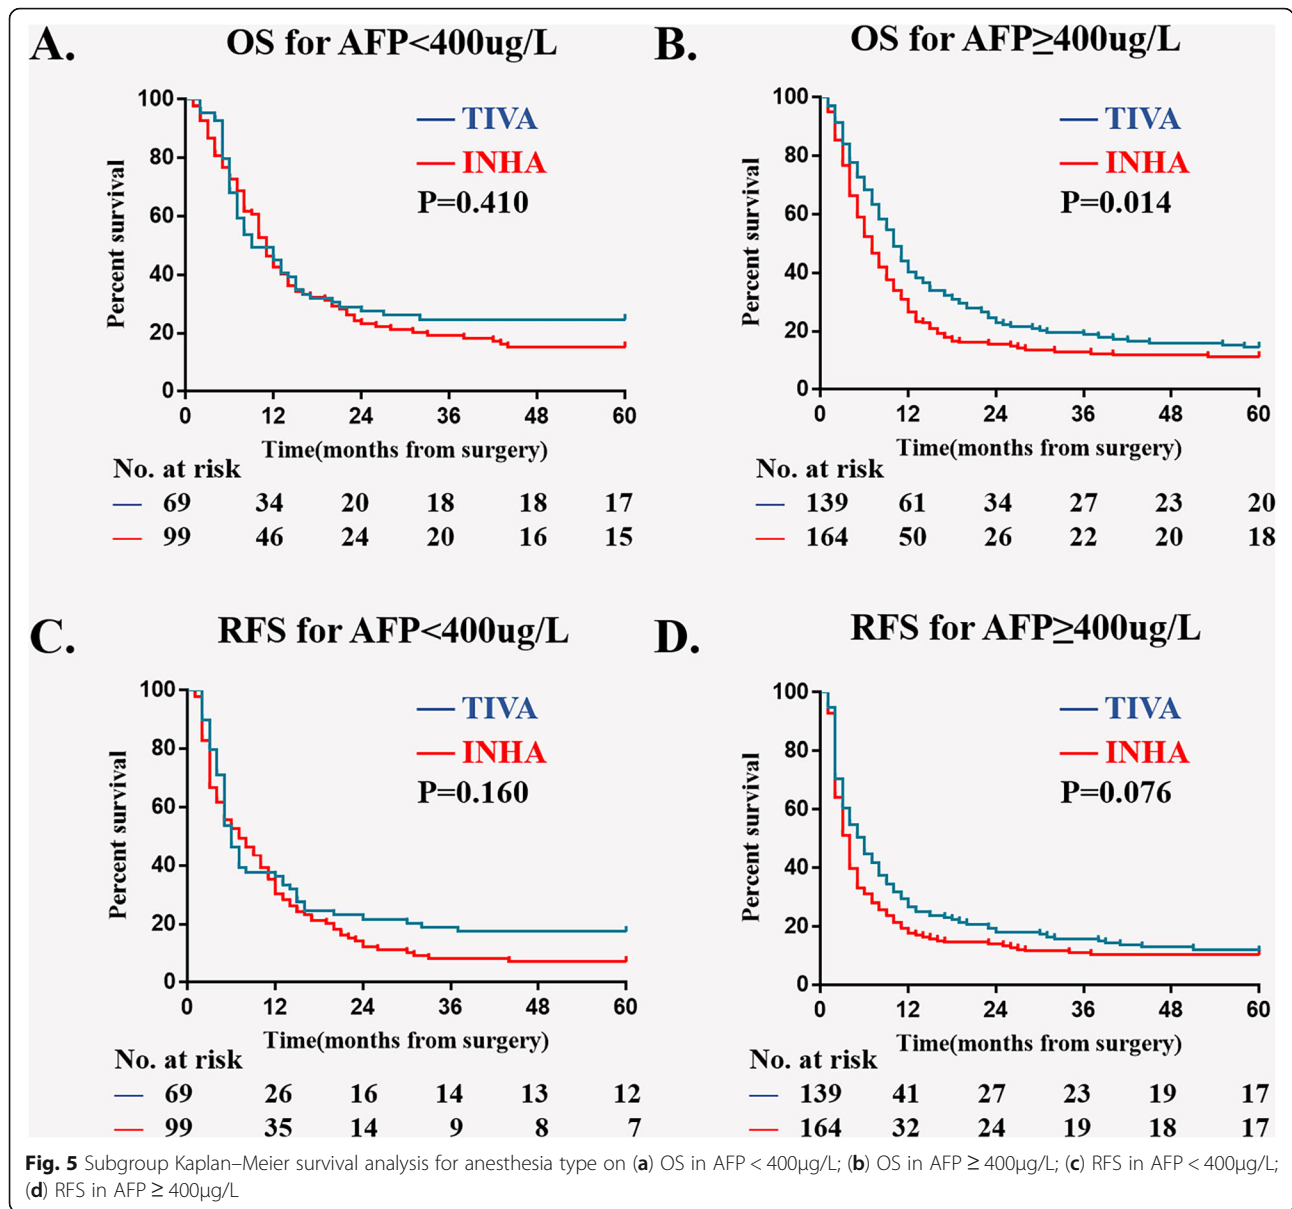 A. OS for AFP<400ug/L
100
80
60
40
20
0
Percent survival
TIVA
INHA
P=0.410
0 12 24 36 48 60
Time(months from surgery)
No. at risk
69 34 20 18 18 17
99 46 24 20 16 15
B. OS for AFP≥400ug/L
100
80
60
40
20
0
Percent survival
TIVA
INHA
P=0.014
0 12 24 36 48 60
Time(months from surgery)
No. at risk
139 61 34 27 23 20
164 50 26 22 20 18
C. RFS for AFP<400ug/L
100
80
60
40
20
0
Percent survival
TIVA
INHA
P=0.160
0 12 24 36 48 60
Time(months from surgery)
No. at risk
69 26 16 14 13 12
99 35 14 9 8 7
D. RFS for AFP≥400ug/L
100
80
60
40
20
0
Percent survival
TIVA
INHA
P=0.076
0 12 24 36 48 60
Time(months from surgery)
No. at risk
139 41 27 23 19 17
164 32 24 19 18 17
Fig. 5 Subgroup Kaplan–Meier survival analysis for anesthesia type on (a) OS in AFP < 400μg/L; (b) OS in AFP ≥ 400μg/L; (c) RFS in AFP < 400μg/L;
(d) RFS in AFP ≥ 400μg/L